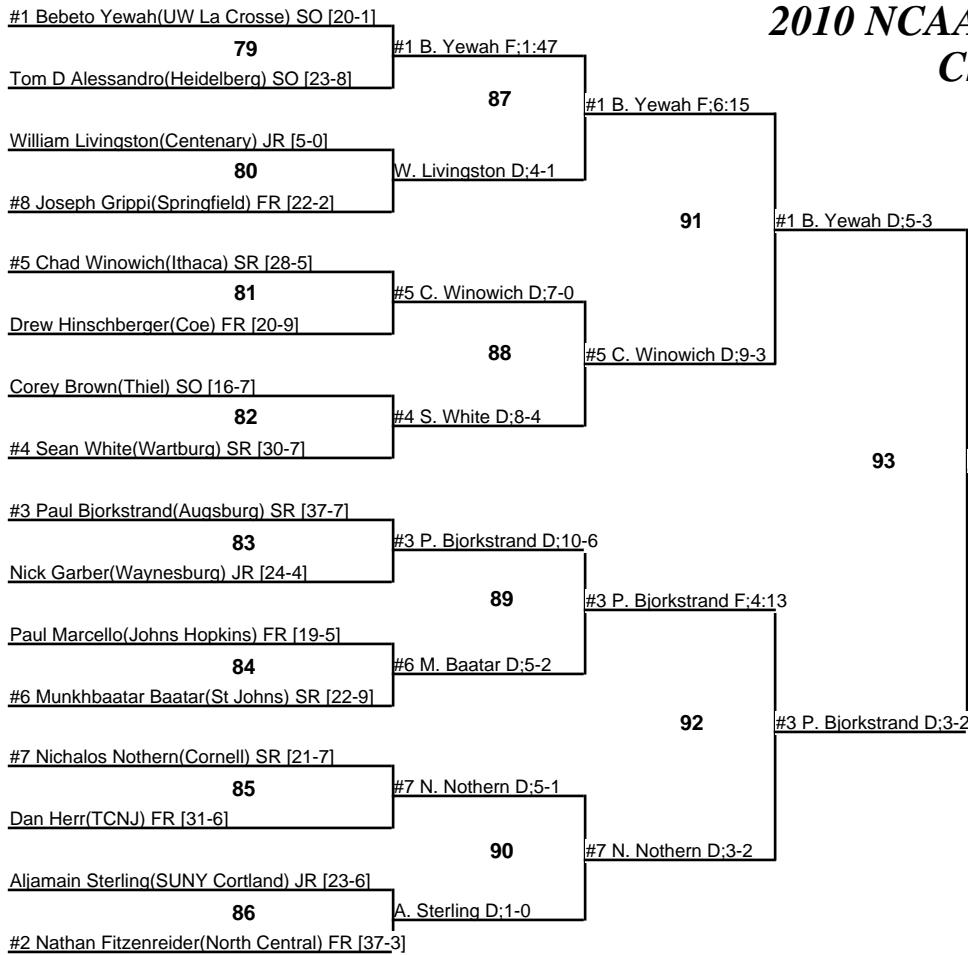 2010 NCAA
#1 Bebeto Yewah(UW La Crosse) SO [20-1]
79
Tom D Alessandro(Heidelberg) SO [23-8]
#1 B. Yewah F;1:47
87
William Livingston(Centenary) JR [5-0]
80
#8 Joseph Grippi(Springfield) FR [22-2]
W. Livingston D;4-1
#1 B. Yewah F;6:15
91
#5 Chad Winowich(Ithaca) SR [28-5]
81
Drew Hinschberger(Coe) FR [20-9]
#5 C. Winowich D;7-0
88
Corey Brown(Thiel) SO [16-7]
82
#4 Sean White(Wartburg) SR [30-7]
#4 S. White D;8-4
#5 C. Winowich D;9-3
#1 B. Yewah D;5-3
93
#3 Paul Bjorkstrand(Augsburg) SR [37-7]
83
Nick Garber(Waynesburg) JR [24-4]
#3 P. Bjorkstrand D;10-6
89
Paul Marcello(Johns Hopkins) FR [19-5]
84
#6 Munkhbaatar Baatar(St Johns) SR [22-9]
#6 M. Baatar D;5-2
#3 P. Bjorkstrand F;4:13
92
#7 Nichalos Nothern(Cornell) SR [21-7]
85
Dan Herr(TCNJ) FR [31-6]
#7 N. Nothern D;5-1
90
Aljamain Sterling(SUNY Cortland) JR [23-6]
86
#2 Nathan Fitzenreider(North Central) FR [37-3]
A. Sterling D;1-0
#7 N. Nothern D;3-2
#3 P. Bjorkstrand D;3-2